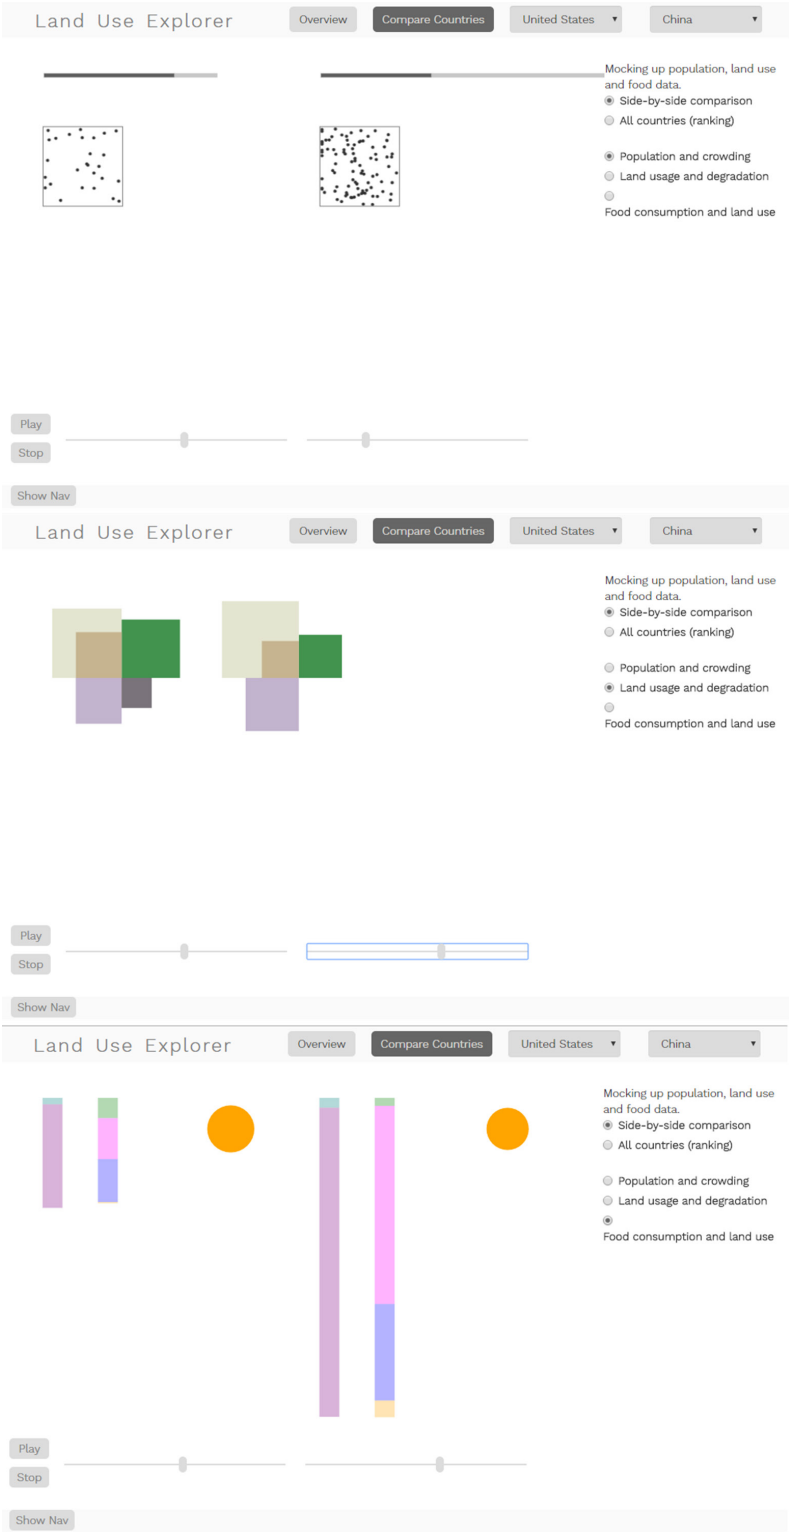 Land Use Explorer Overview Compare Countries United States China
Mocking up population, land use
and food data.
Side-by-side comparison
All countries (ranking)
Population and crowding
Land usage and degradation
Food consumption and land use
Play
Stop
Show Nav
Land Use Explorer Overview Compare Countries United States China
Mocking up population, land use
and food data.
Side-by-side comparison
All countries (ranking)
Population and crowding
Land usage and degradation
Food consumption and land use
Play
Stop
Show Nav
Land Use Explorer Overview Compare Countries United States China
Mocking up population, land use
and food data.
Side-by-side comparison
All countries (ranking)
Population and crowding
Land usage and degradation
Food consumption and land use
Play
Stop
Show Nav